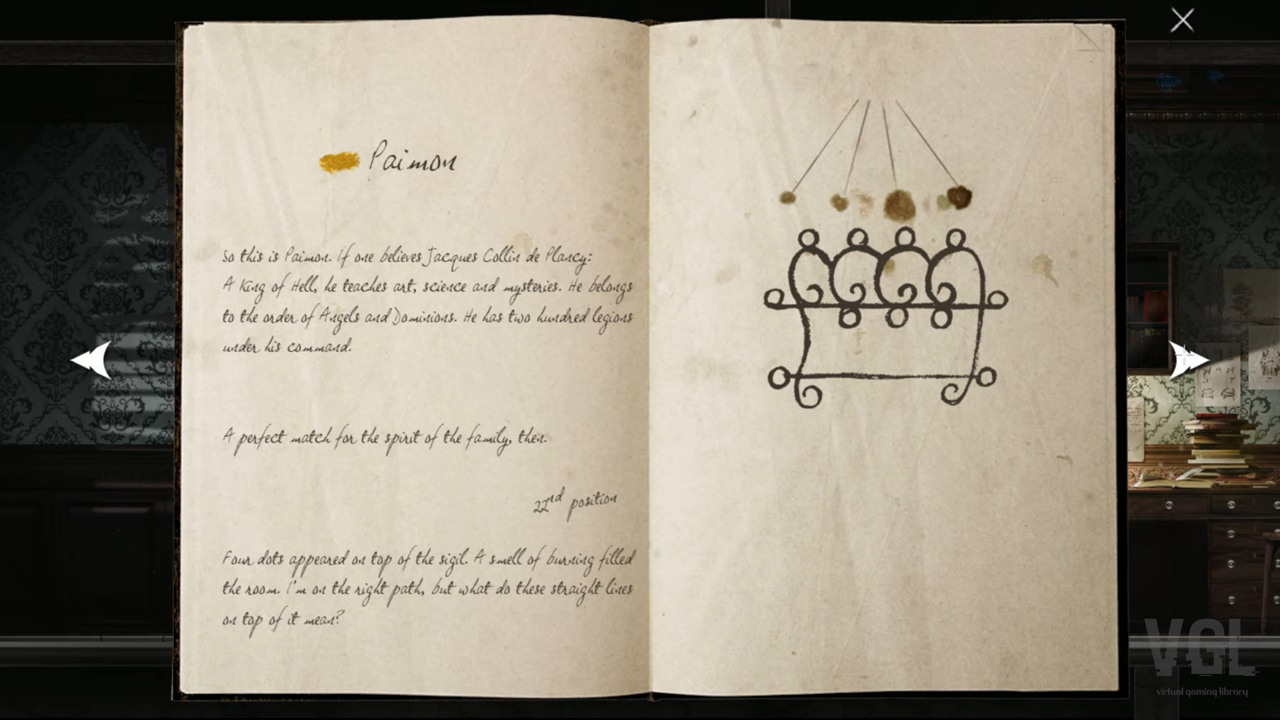 Paimon
So this is Paimon. If one believes Jacques Collin de Plancy:
A King of Hell, he teaches art, science and mysteries. He belongs
to the order of Angels and Dominions. He has two hundred legions
under his command.
A perfect match for the spirit of the family, then.
22nd position
Four dots appeared on top of the sigil. A smell of burning filled
the room. I'm on the right path, but what do these straight lines
on top of it mean?
VGL
virtual gaming library